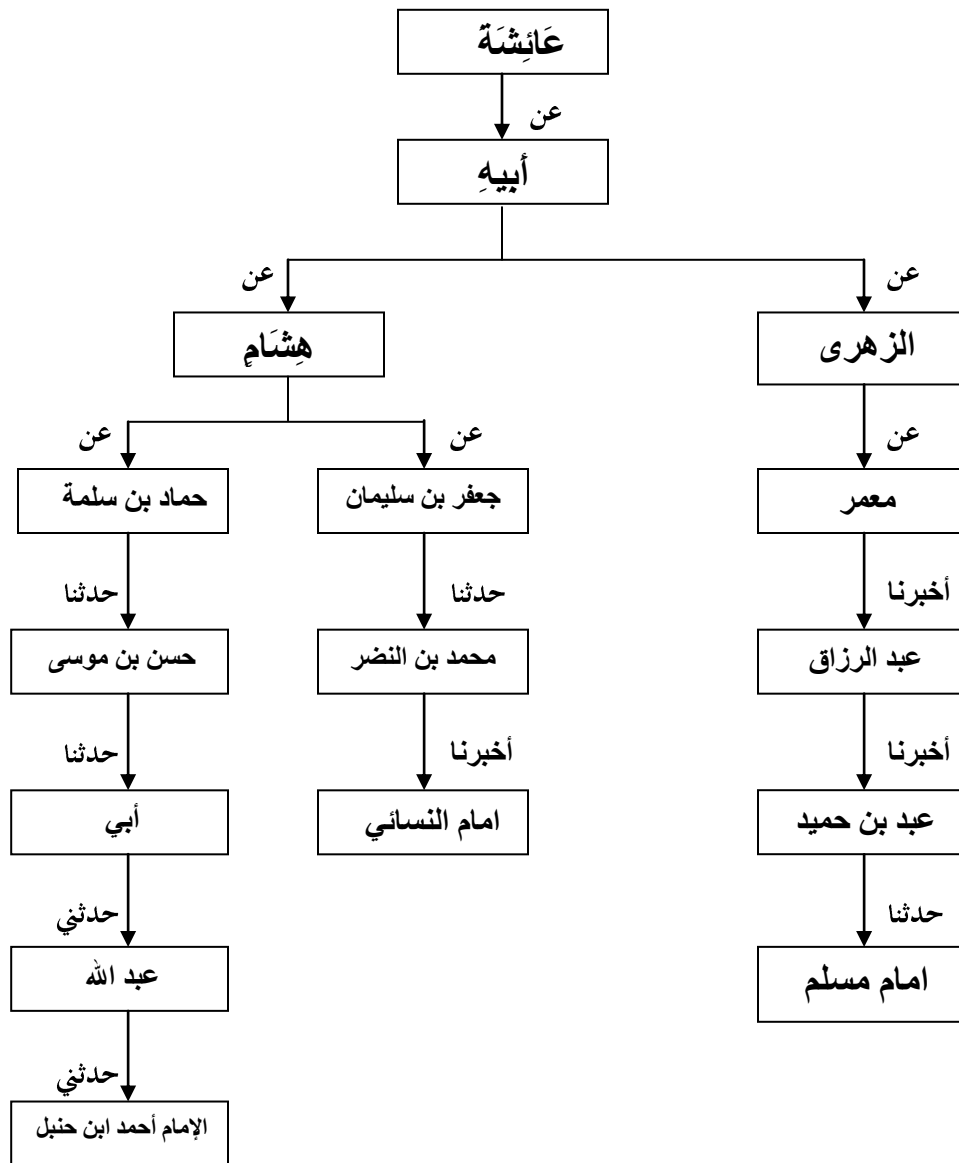 عَائِشَةَ
عن
أبيهِ
عن
عن
الزهرى
هِشَامٍ
عن
عن
عن
معمر
جعفر بن سليمان
حماد بن سلمة
أخبرنا
حدثنا
حدثنا
عبد الرزاق
محمد بن النضر
حسن بن موسى
أخبرنا
أخبرنا
حدثنا
عبد بن حميد
امام النسائي
أبي
حدثنا
حدثني
امام مسلم
عبد الله
حدثني
الإمام أحمد ابن حنبل